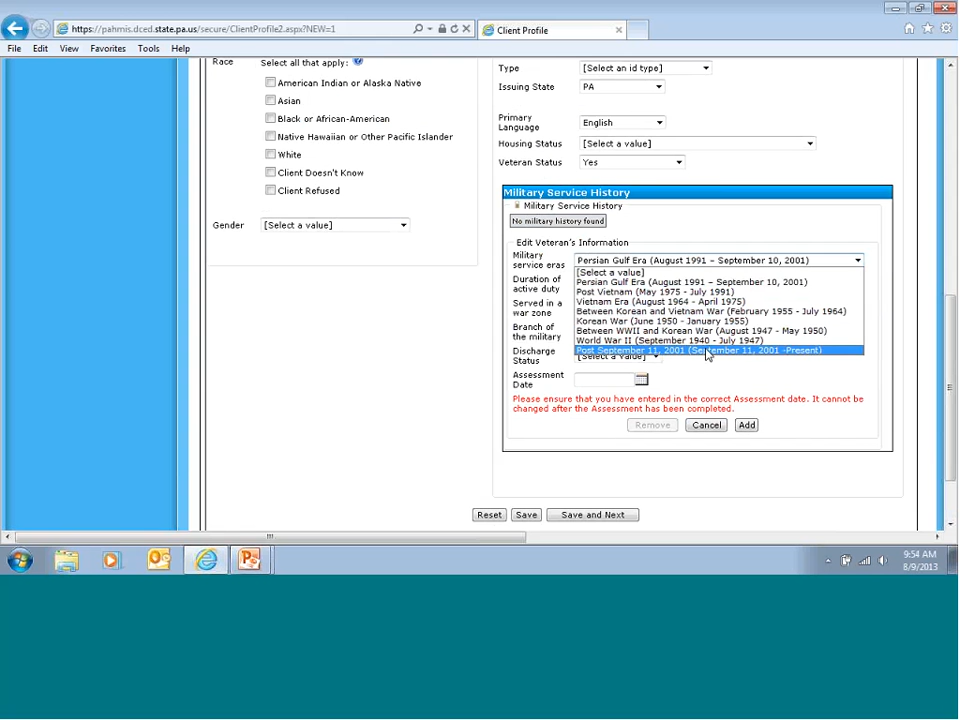 https://pahmis.dced.state.pa.us/secure/ClientProfile2.aspx?NEW=1
Client Profile
File Edit View Favorites Tools Help
Race
Select all that apply:
American Indian or Alaska Native
Asian
Black or African-American
Native Hawaiian or Other Pacific Islander
White
Client Doesn't Know
Client Refused
Gender
[Select a value]
Type
[Select an id type]
Issuing State
PA
Primary
Language
English
Housing Status
[Select a value]
Veteran Status
Yes
Military Service History
Military Service History
No military history found
Edit Veteran's Information
Military
service eras
Persian Gulf Era (August 1991 – September 10, 2001)
[Select a value]
Persian Gulf Era (August 1991 – September 10, 2001)
Post Vietnam (May 1975 - July 1991)
Vietnam Era (August 1964 - April 1975)
Between Korean and Vietnam War (February 1955 - July 1964)
Korean War (June 1950 - January 1955)
Between WWII and Korean War (August 1947 - May 1950)
World War II (September 1940 - July 1947)
Post September 11, 2001 (September 11, 2001 -Present)
Duration of
active duty
Served in a
war zone
Branch of
the military
Discharge
Status
[Select a value]
Assessment
Date
Please ensure that you have entered in the correct Assessment date. It cannot be
changed after the Assessment has been completed.
Remove Cancel Add
Reset Save Save and Next
9:54 AM
8/9/2013